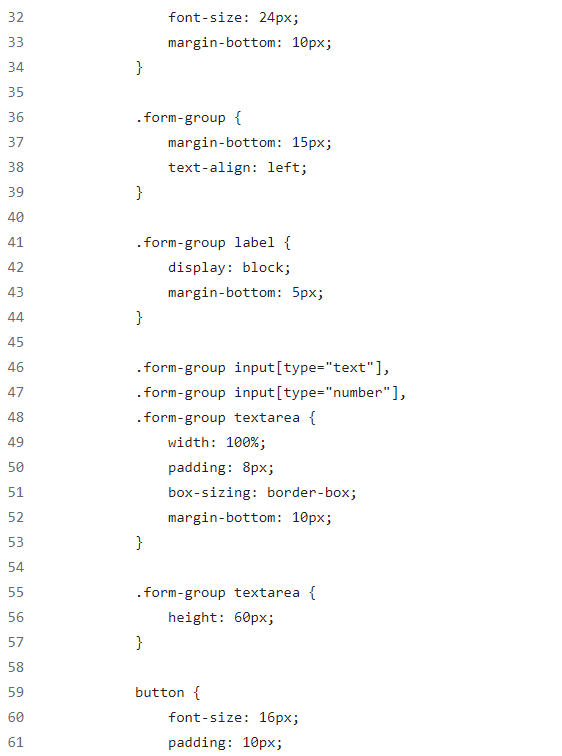 32                 font-size: 24px;
33                 margin-bottom: 10px;
34             }
35
36             .form-group {
37                 margin-bottom: 15px;
38                 text-align: left;
39             }
40
41             .form-group label {
42                 display: block;
43                 margin-bottom: 5px;
44             }
45
46             .form-group input[type="text"],
47             .form-group input[type="number"],
48             .form-group textarea {
49                 width: 100%;
50                 padding: 8px;
51                 box-sizing: border-box;
52                 margin-bottom: 10px;
53             }
54
55             .form-group textarea {
56                 height: 60px;
57             }
58
59             button {
60                 font-size: 16px;
61                 padding: 10px;